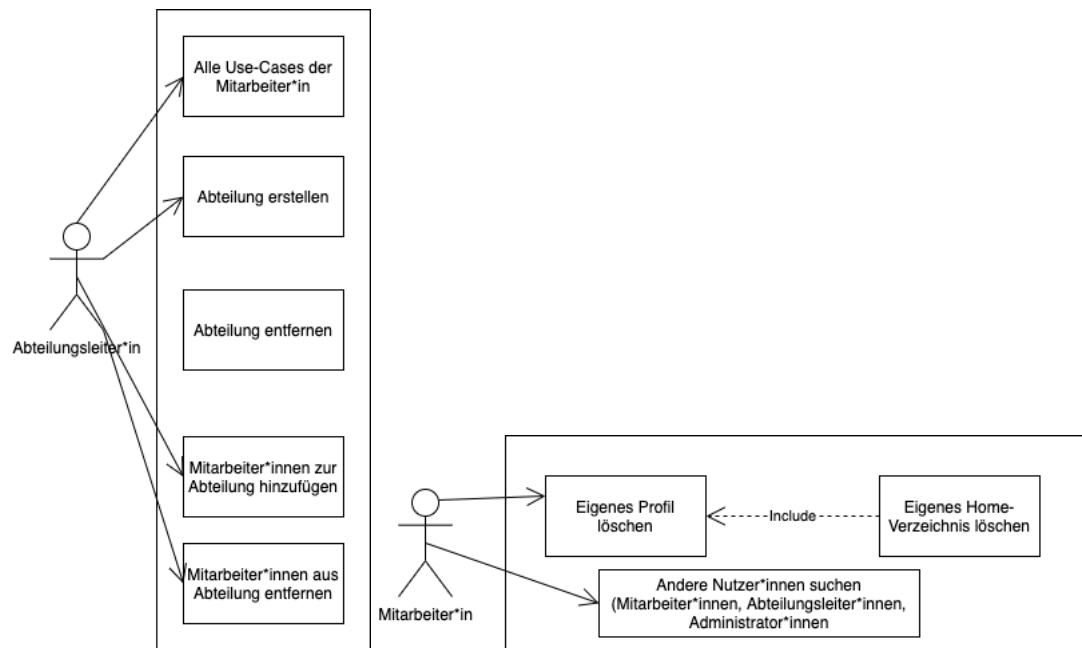 Alle Use-Cases der
Mitarbeiter*in
Abteilung erstellen
Abteilungsleiter*in
Abteilung entfernen
Mitarbeiter*innen zur
Abteilung hinzufügen
Mitarbeiter*innen aus
Abteilung entfernen
Mitarbeiter*in
Eigenes Profil
löschen
Include
Eigenes Home-
Verzeichnis löschen
Andere Nutzer*innen suchen
(Mitarbeiter*innen, Abteilungsleiter*innen,
Administrator*innen